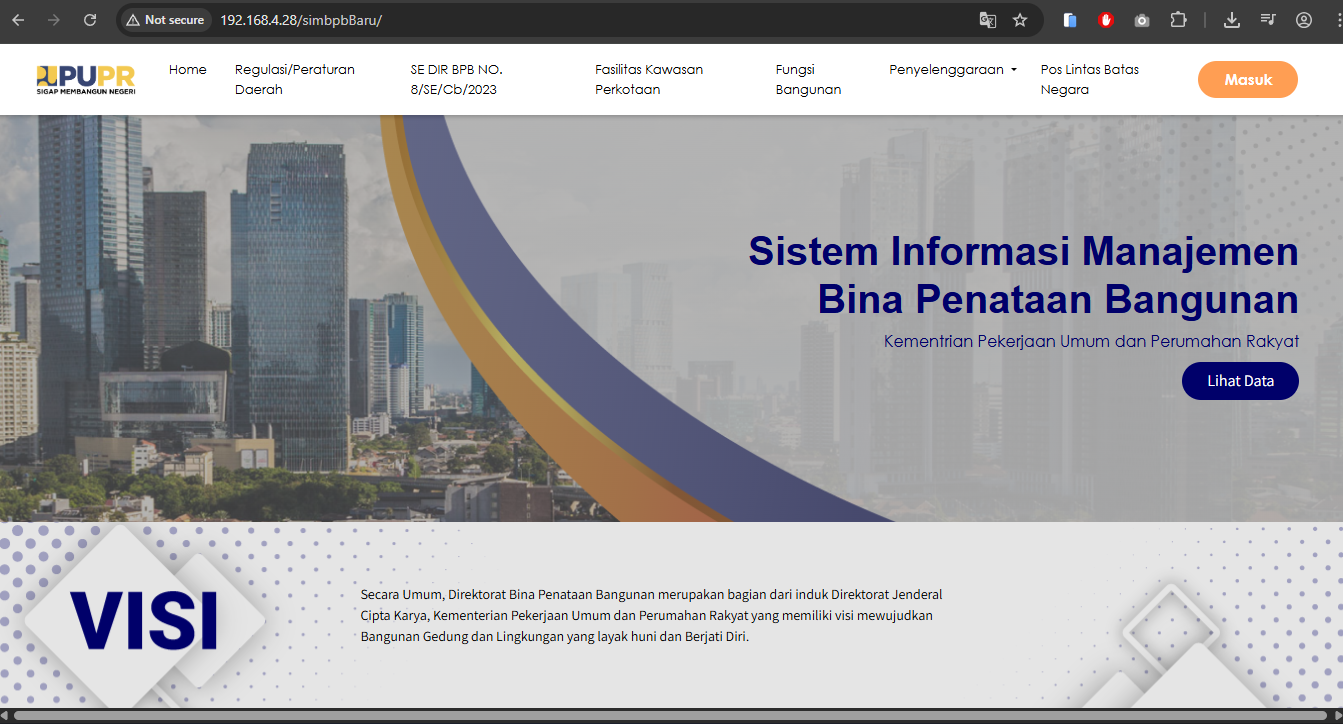 Not secure
192.168.4.28/simbpbBaru/
PUPR
SIGAP MEMBANGUN NEGERI
Home
Regulasi/Peraturan
Daerah
SE DIR BPB NO.
8/SE/Cb/2023
Fasilitas Kawasan
Perkotaan
Fungsi
Bangunan
Penyelenggaraan
Pos Lintas Batas
Negara
Masuk
Sistem Informasi Manajemen
Bina Penataan Bangunan
Kementrian Pekerjaan Umum dan Perumahan Rakyat
Lihat Data
VISI
Secara Umum, Direktorat Bina Penataan Bangunan merupakan bagian dari induk Direktorat Jenderal
Cipta Karya, Kementerian Pekerjaan Umum dan Perumahan Rakyat yang memiliki visi mewujudkan
Bangunan Gedung dan Lingkungan yang layak huni dan Berjati Diri.